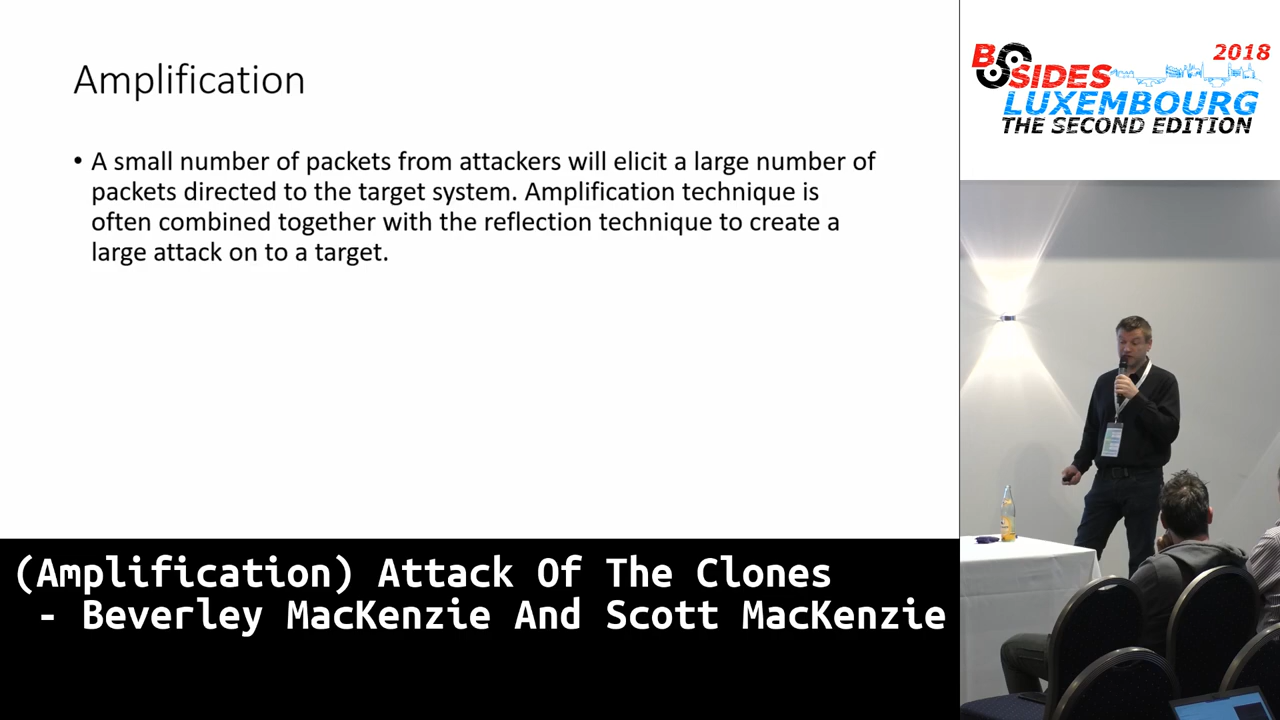 Amplification
• A small number of packets from attackers will elicit a large number of
packets directed to the target system. Amplification technique is
often combined together with the reflection technique to create a
large attack on to a target.
BSIDES
2018
LUXEMBOURG
THE SECOND EDITION
(Amplification) Attack Of The Clones
- Beverley MacKenzie And Scott MacKenzie